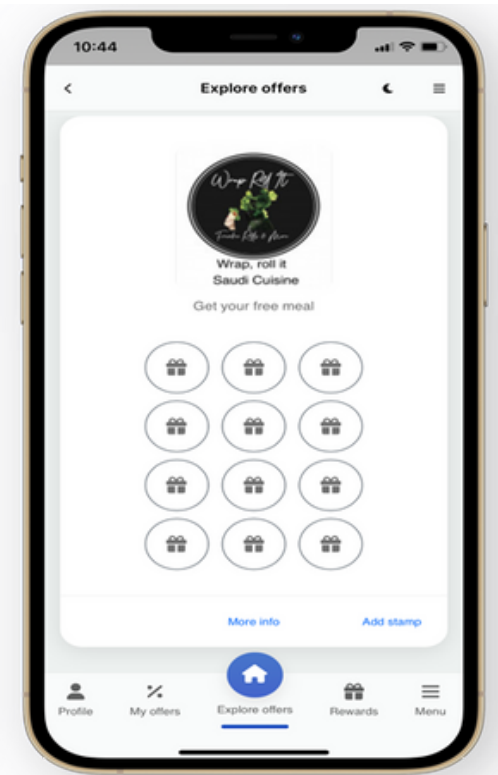 10:44
Explore offers
Wrap Roll It
Wrap, roll it
Saudi Cuisine
Get your free meal
More info
Add stamp
Profile
My offers
Explore offers
Rewards
Menu